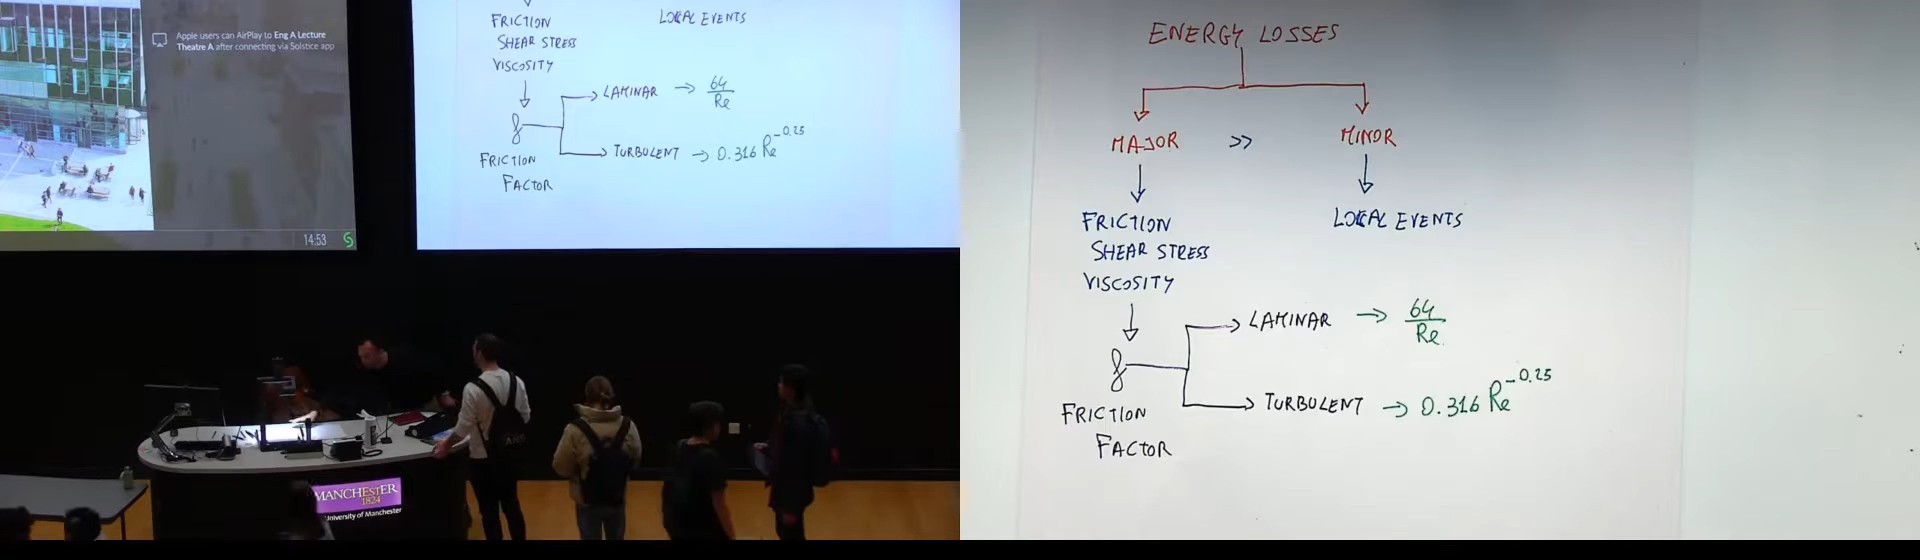 Apple users can AirPlay to Eng A Lecture
Theatre A after connecting via Solstice app
14:53
FRICTION
SHEAR STRESS
VISCOSITY
LOCAL EVENTS
f
LAMINAR → 64/Re
TURBULENT → 0.316 Re^-0.25
FRICTION
FACTOR
MANCHESTER
1824
University of Manchester
ENERGY LOSSES
MAJOR >> MINOR
FRICTION
SHEAR STRESS
VISCOSITY
LOCAL EVENTS
f
LAMINAR → 64/Re
TURBULENT → 0.316 Re^-0.25
FRICTION
FACTOR